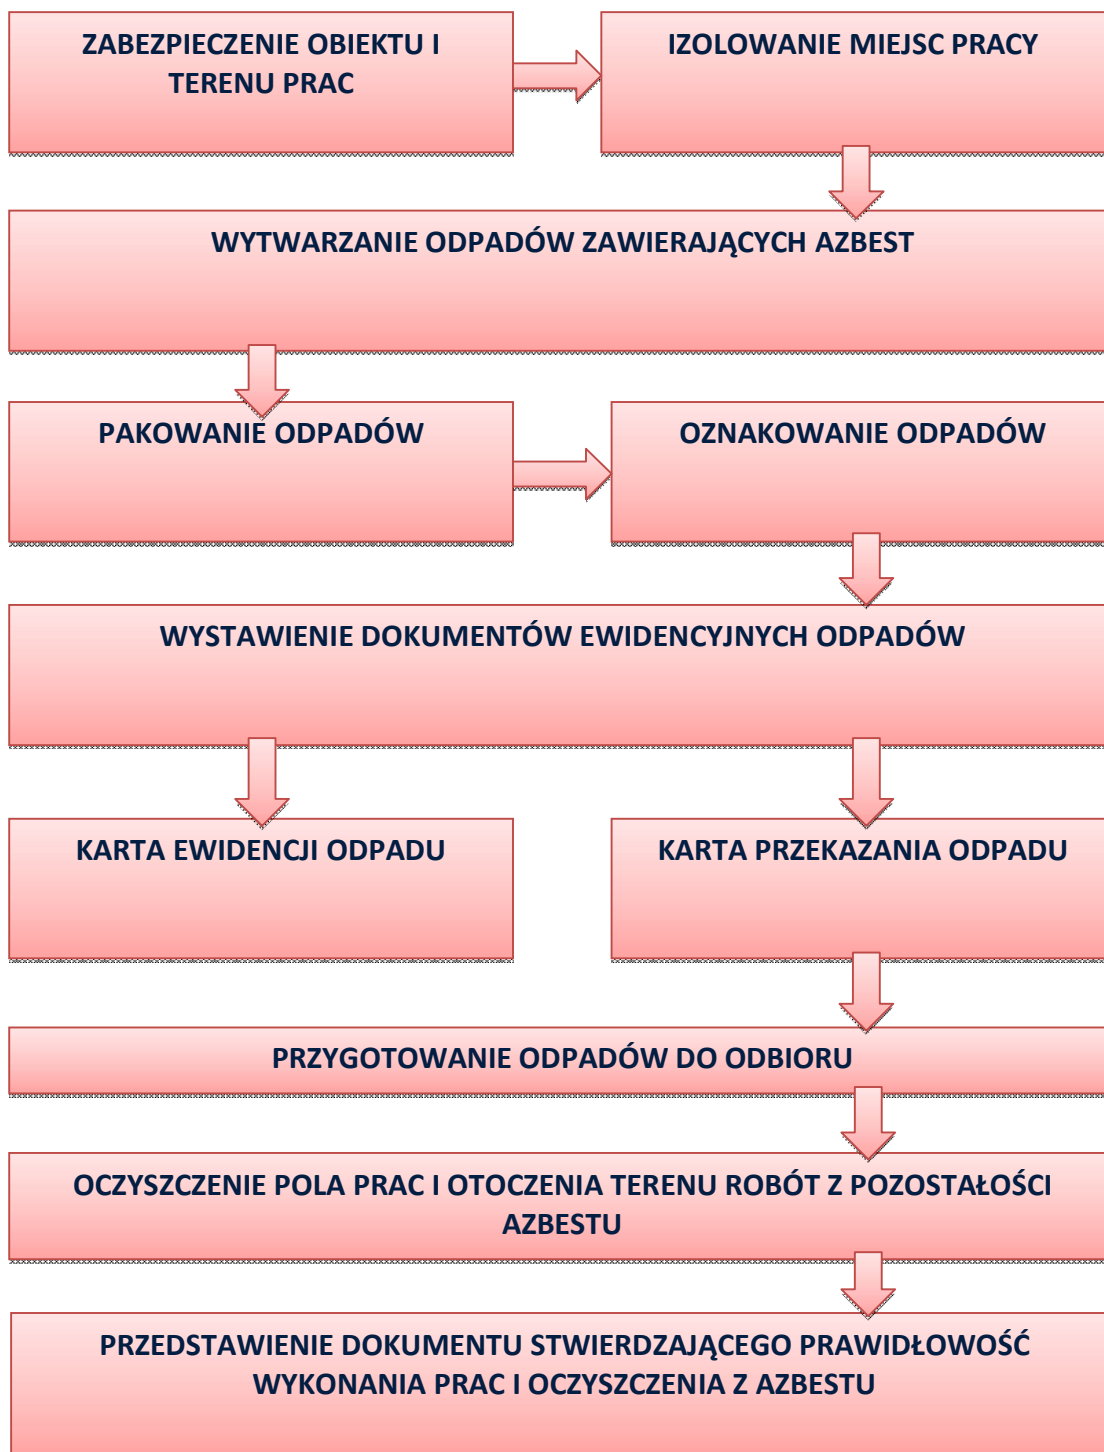 ZABEZPIECZENIE OBIEKTU I
TERENU PRAC
IZOLOWANIE MIEJSC PRACY
WYTWARZANIE ODPADÓW ZAWIERAJĄCYCH AZBEST
PAKOWANIE ODPADÓW
OZNAKOWANIE ODPADÓW
WYSTAWIENIE DOKUMENTÓW EWIDENCYJNYCH ODPADÓW
KARTA EWIDENCJI ODPADU
KARTA PRZEKAZANIA ODPADU
PRZYGOTOWANIE ODPADÓW DO ODBIORU
OCZYSZCZENIE POLA PRAC I OTOCZENIA TERENU ROBÓT Z POZOSTAŁOŚCI
AZBESTU
PRZEDSTAWIENIE DOKUMENTU STWIERDZAJĄCEGO PRAWIDŁOWOŚĆ
WYKONANIA PRAC I OCZYSZCZENIA Z AZBESTU